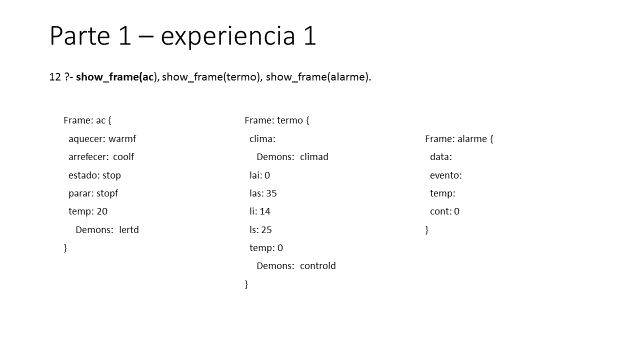 Parte 1 – experiencia 1
12 ?- show_frame(ac), show_frame(termo), show_frame(alarme).
Frame: ac {
aquecer: warmf
arrefecer: coolf
estado: stop
parar: stopf
temp: 20
Demons: lertd
}
Frame: termo {
clima:
Demons: climad
lai: 0
las: 35
li: 14
ls: 25
temp: 0
Demons: controld
}
Frame: alarme {
data:
evento:
temp:
cont: 0
}